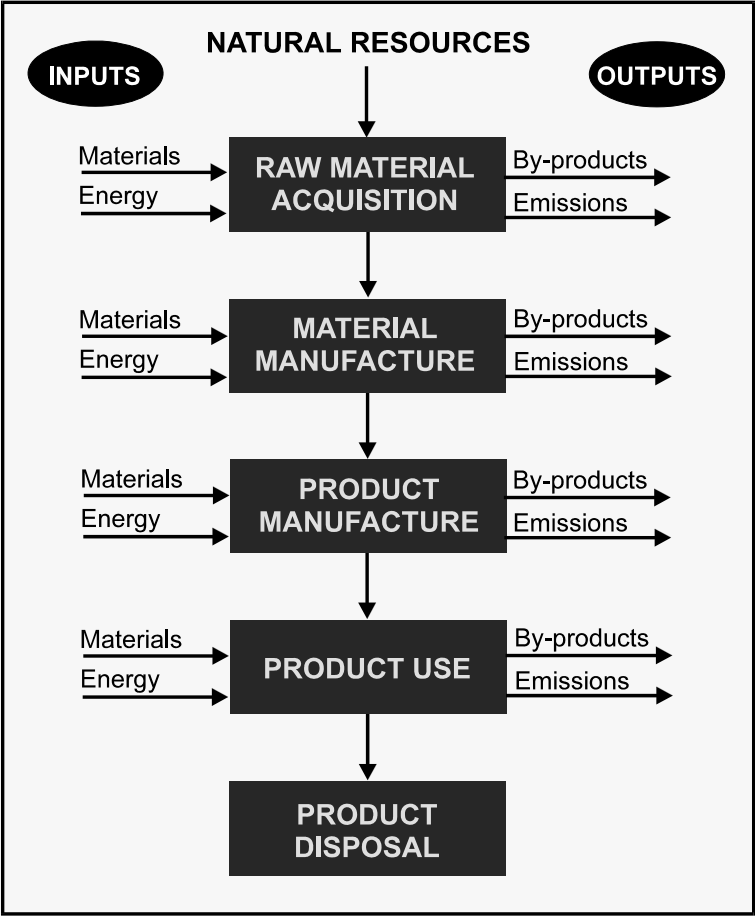 NATURAL RESOURCES
INPUTS
OUTPUTS
Materials
Energy
RAW MATERIAL
ACQUISITION
By-products
Emissions
Materials
Energy
MATERIAL
MANUFACTURE
By-products
Emissions
Materials
Energy
PRODUCT
MANUFACTURE
By-products
Emissions
Materials
Energy
PRODUCT USE
By-products
Emissions
PRODUCT
DISPOSAL